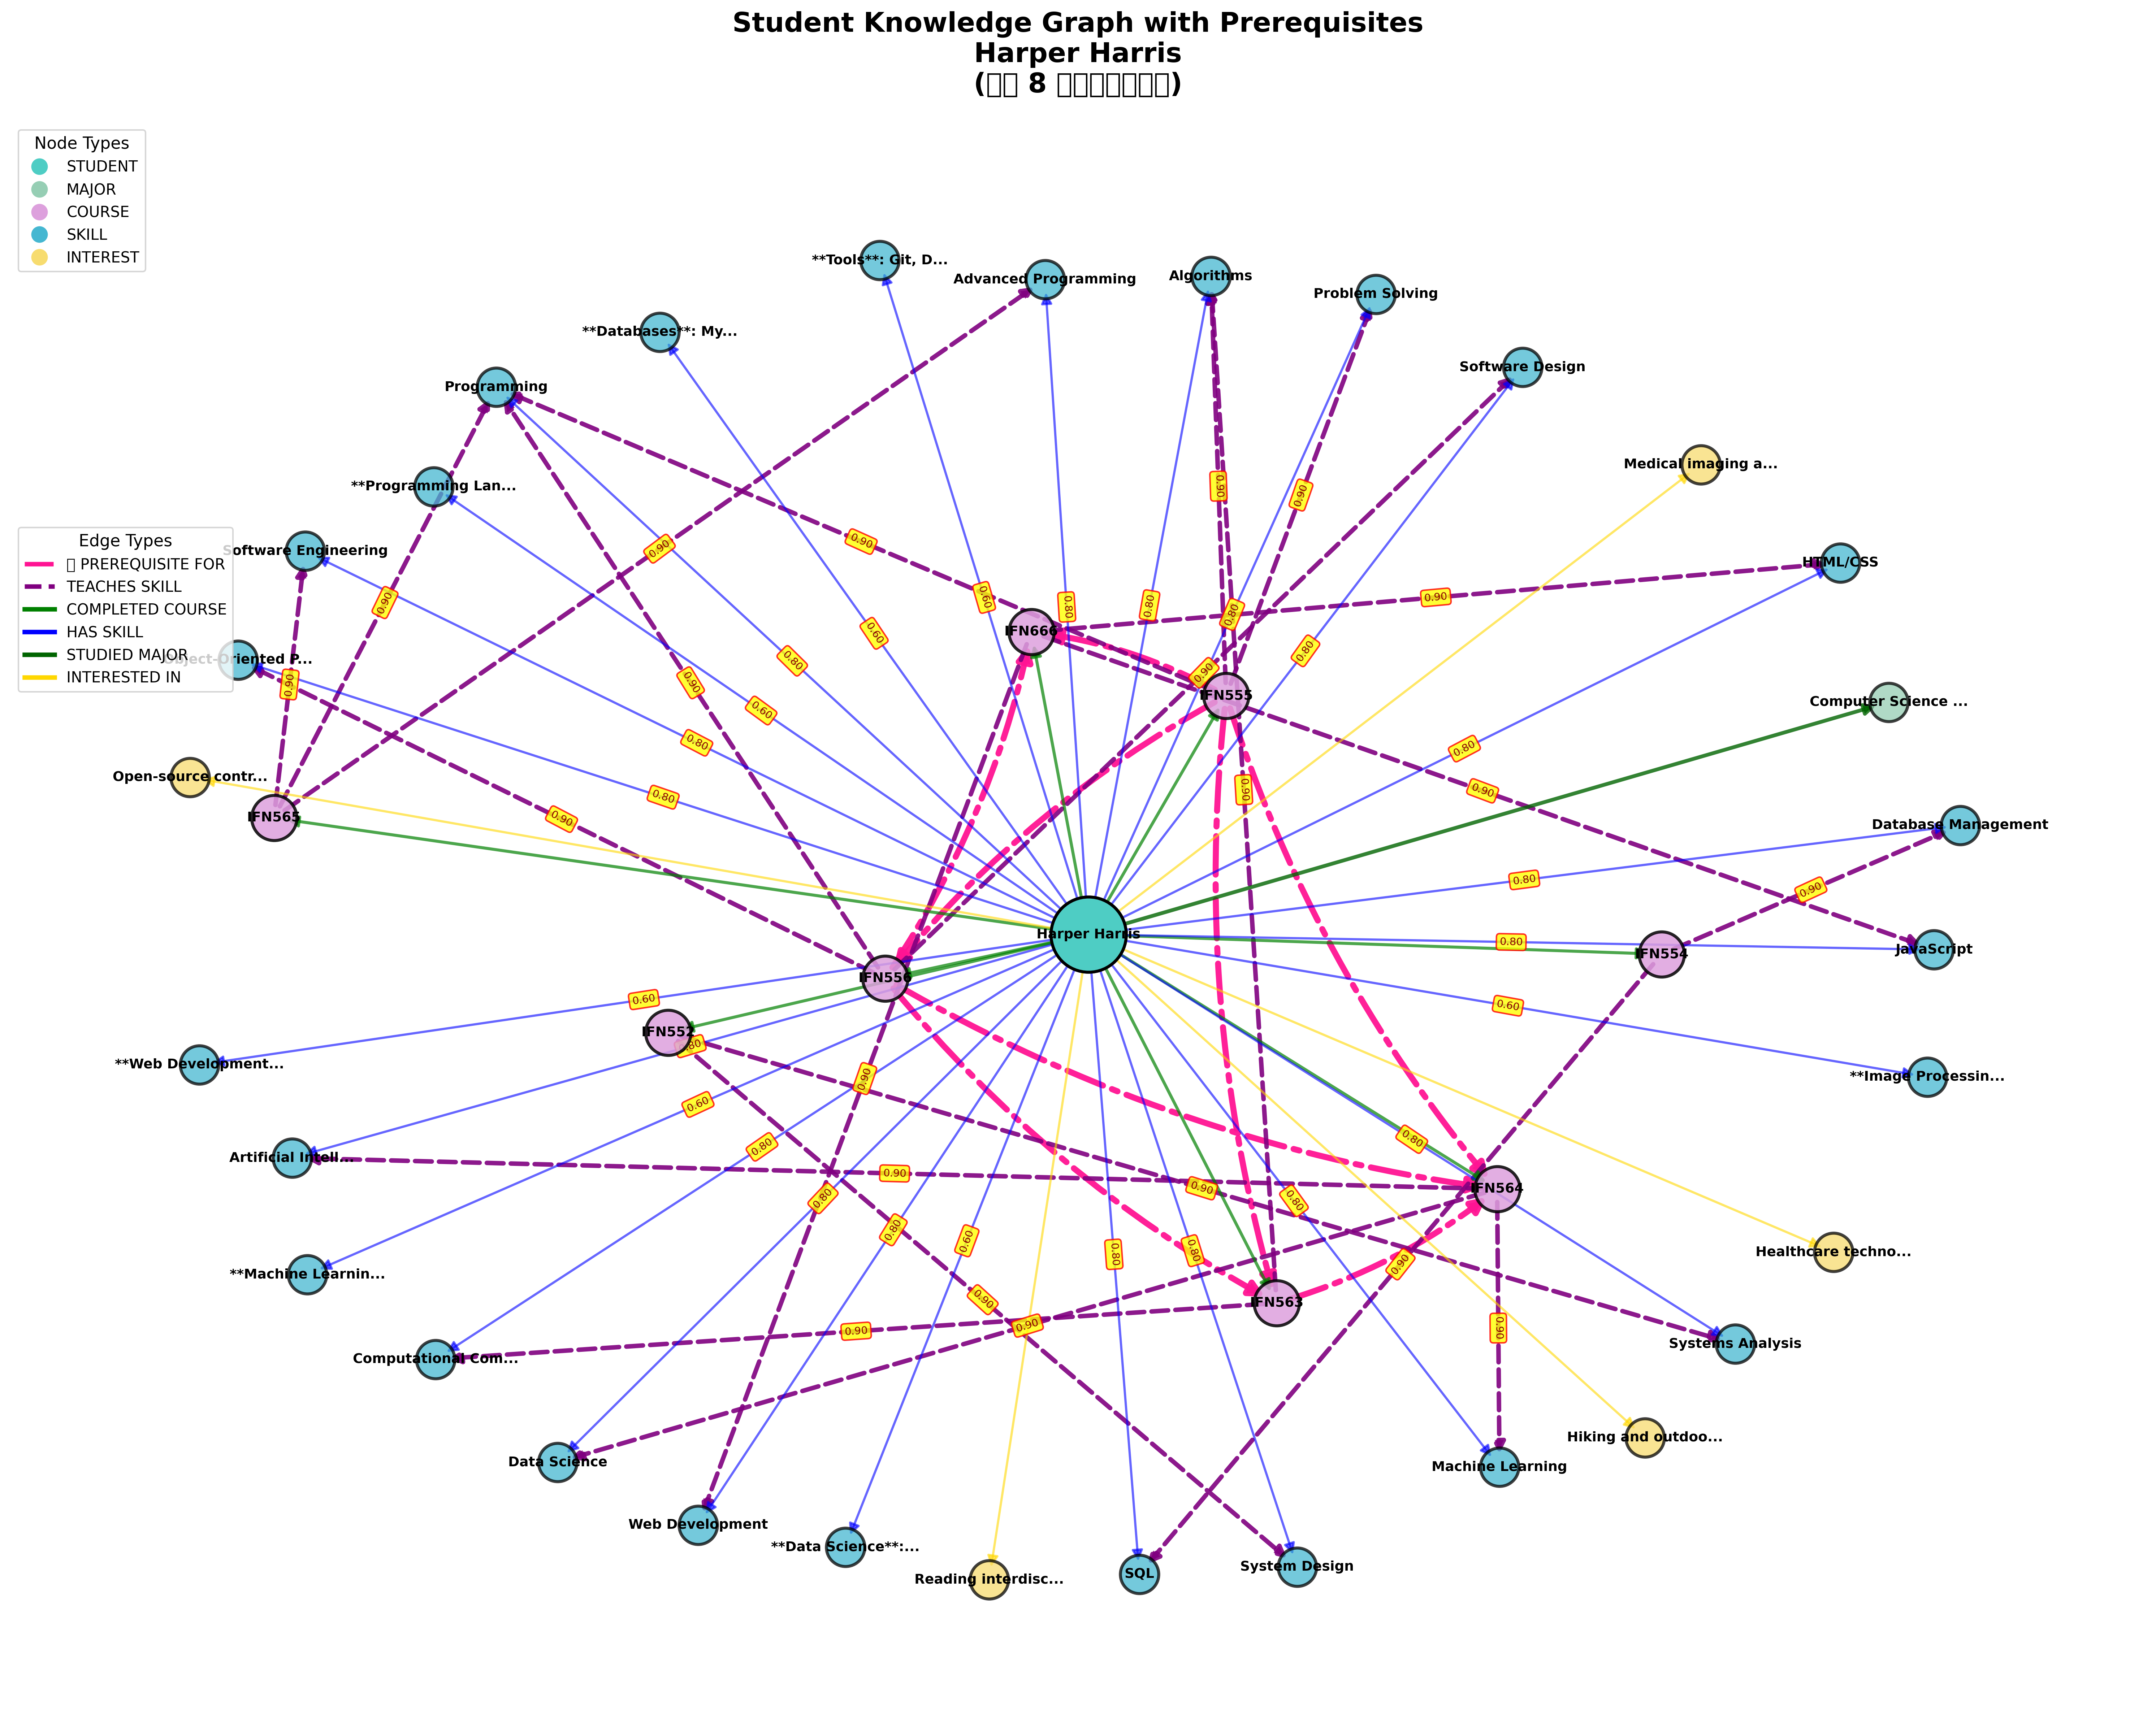 Student Knowledge Graph with Prerequisites
Harper Harris
8
Node Types
STUDENT
MAJOR
COURSE
SKILL
INTEREST
**Tools**: Git, D...
Advanced Programming
Algorithms
Problem Solving
**Databases**: My...
Software Design
Programming
Medical imaging a...
**Programming Lan...
Edge Types
PREREQUISITE FOR
TEACHES SKILL
COMPLETED COURSE
HAS SKILL
STUDIED MAJOR
INTERESTED IN
Software Engineering
HTML/CSS
Object-Oriented P...
IFN666
IFN555
Computer Science ...
Open-source contr...
IFN565
Database Management
Harper Harris
IFN554
JavaScript
IFN556
IFN552
**Web Development...
**Image Processin...
Artificial Intell...
IFN564
**Machine Learnin...
Healthcare techno...
IFN563
Computational Com...
Systems Analysis
Data Science
Machine Learning
Hiking and outdoo...
Web Development
**Data Science**:...
Reading interdisc...
SQL
System Design
0.90
0.90
0.90
0.90
0.60
0.80
0.80
0.80
0.80
0.90
0.90
0.90
0.60
0.80
0.90
0.60
0.80
0.90
0.80
0.80
0.90
0.90
0.90
0.80
0.90
0.80
0.60
0.60
0.80
0.90
0.60
0.80
0.80
0.90
0.90
0.80
0.80
0.80
0.60
0.80
0.80
0.90
0.90
0.90
0.90
0.90